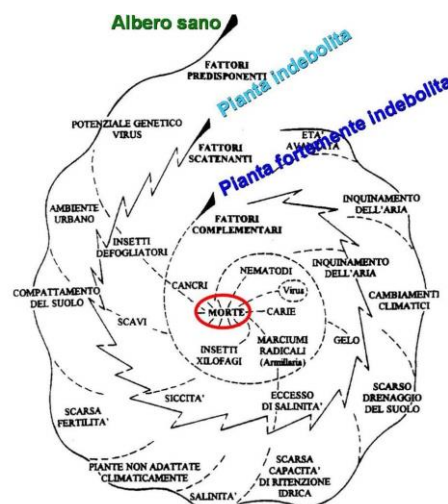 Albero sano
FATTORI
PREDISPONENTI
Pianta indebolita
POTENZIALE GENETICO
VIRUS
FATTORI
SCATENANTI
Pianta fortemente indebolita
ETA'
AVANZATA
AMBIENTE
URBANO
FATTORI
COMPLEMENTARI
INQUINAMENTO
DELL'ARIA
INSETTI
DEFOGLIATORI
NEMATODI
INQUINAMENTO
DELL'ARIA
CANCRI
Virus
COMPATTAMENTO
DEL SUOLO
CAMBIAMENTI
CLIMATICI
MORTE
CARIE
SCAVI
INSETTI
XILOFAGI
MARCIUMI
RADICALI
(Armillaria)
GELO
SICCITA'
ECCESSO
DI SALINITA'
SCARSO
DRENAGGIO
DEL SUOLO
SCARSA
FERTILITA'
PIANTE NON ADATTATE
CLIMATICAMENTE
SALINITA'
SCARSA
CAPACITA'
DI RITENZIONE
IDRICA